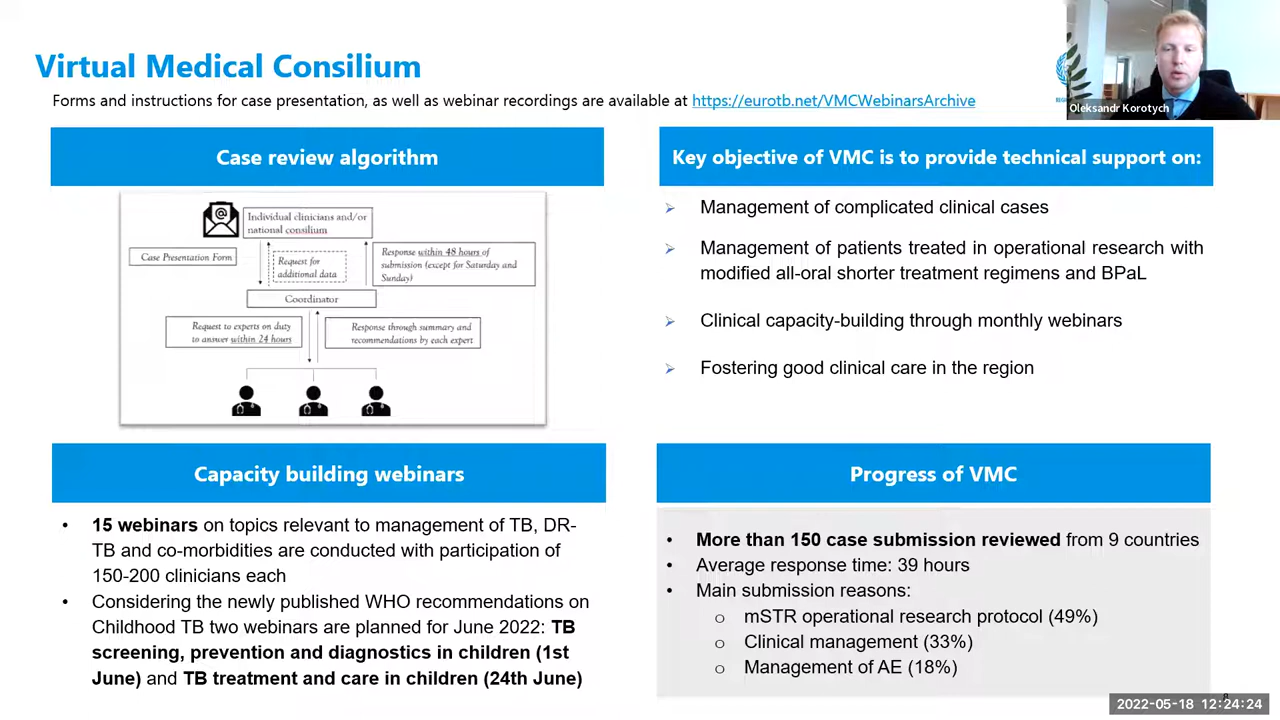 Virtual Medical Consilium
Forms and instructions for case presentation, as well as webinar recordings are available at https://eurotb.net/VMCWebinarsArchive
Oleksandr Korotych
Case review algorithm
@
Individual clinicians and/or
national consilium
Case Presentation Form
Request for
additional data
Response within 48 hours of
submission (except for Saturday and
Sunday)
Coordinator
Request to experts on duty
to answer within 24 hours
Response through summary and
recommendations by each expert
Key objective of VMC is to provide technical support on:
Management of complicated clinical cases
Management of patients treated in operational research with
modified all-oral shorter treatment regimens and BPaL
Clinical capacity-building through monthly webinars
Fostering good clinical care in the region
Capacity building webinars
• 15 webinars on topics relevant to management of TB, DR-
TB and co-morbidities are conducted with participation of
150-200 clinicians each
• Considering the newly published WHO recommendations on
Childhood TB two webinars are planned for June 2022: TB
screening, prevention and diagnostics in children (1st
June) and TB treatment and care in children (24th June)
Progress of VMC
• More than 150 case submission reviewed from 9 countries
• Average response time: 39 hours
• Main submission reasons:
o mSTR operational research protocol (49%)
o Clinical management (33%)
o Management of AE (18%)
2022-05-18 12:24:24